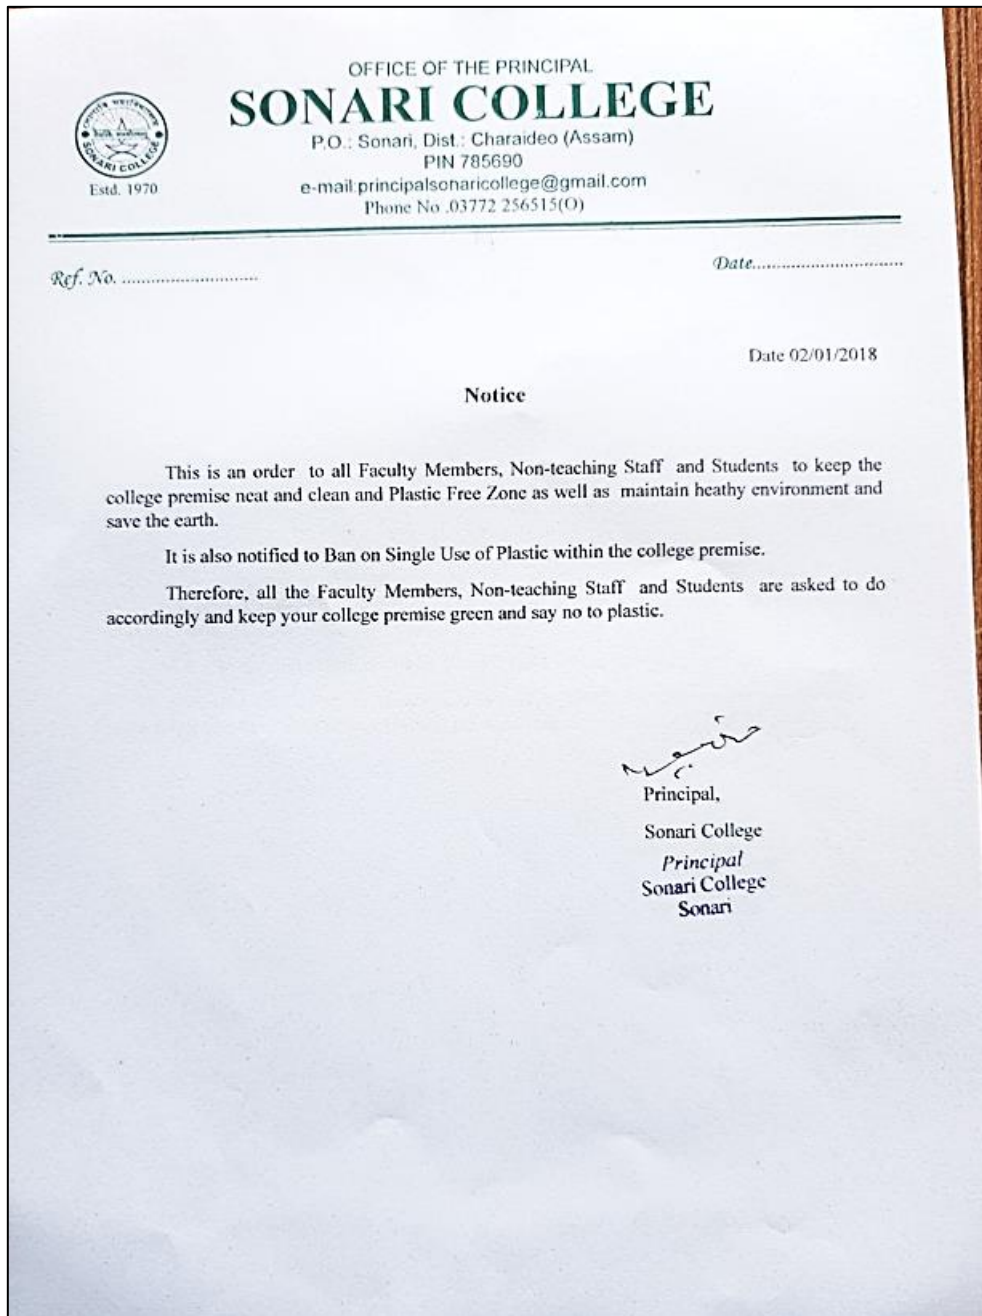 OFFICE OF THE PRINCIPAL
SONARI COLLEGE
P.O.: Sonari, Dist.: Charaideo (Assam)
PIN 785690
e-mail:principalsonaricollege@gmail.com
Phone No .03772 256515(O)
SONARI COLLEGE
Estd. 1970
Ref. No. ............................
Date...............................
Date 02/01/2018
Notice
This is an order to all Faculty Members, Non-teaching Staff and Students to keep the
college premise neat and clean and Plastic Free Zone as well as maintain heathy environment and
save the earth.
It is also notified to Ban on Single Use of Plastic within the college premise.
Therefore, all the Faculty Members, Non-teaching Staff and Students are asked to do
accordingly and keep your college premise green and say no to plastic.
Principal,
Sonari College
Principal
Sonari College
Sonari